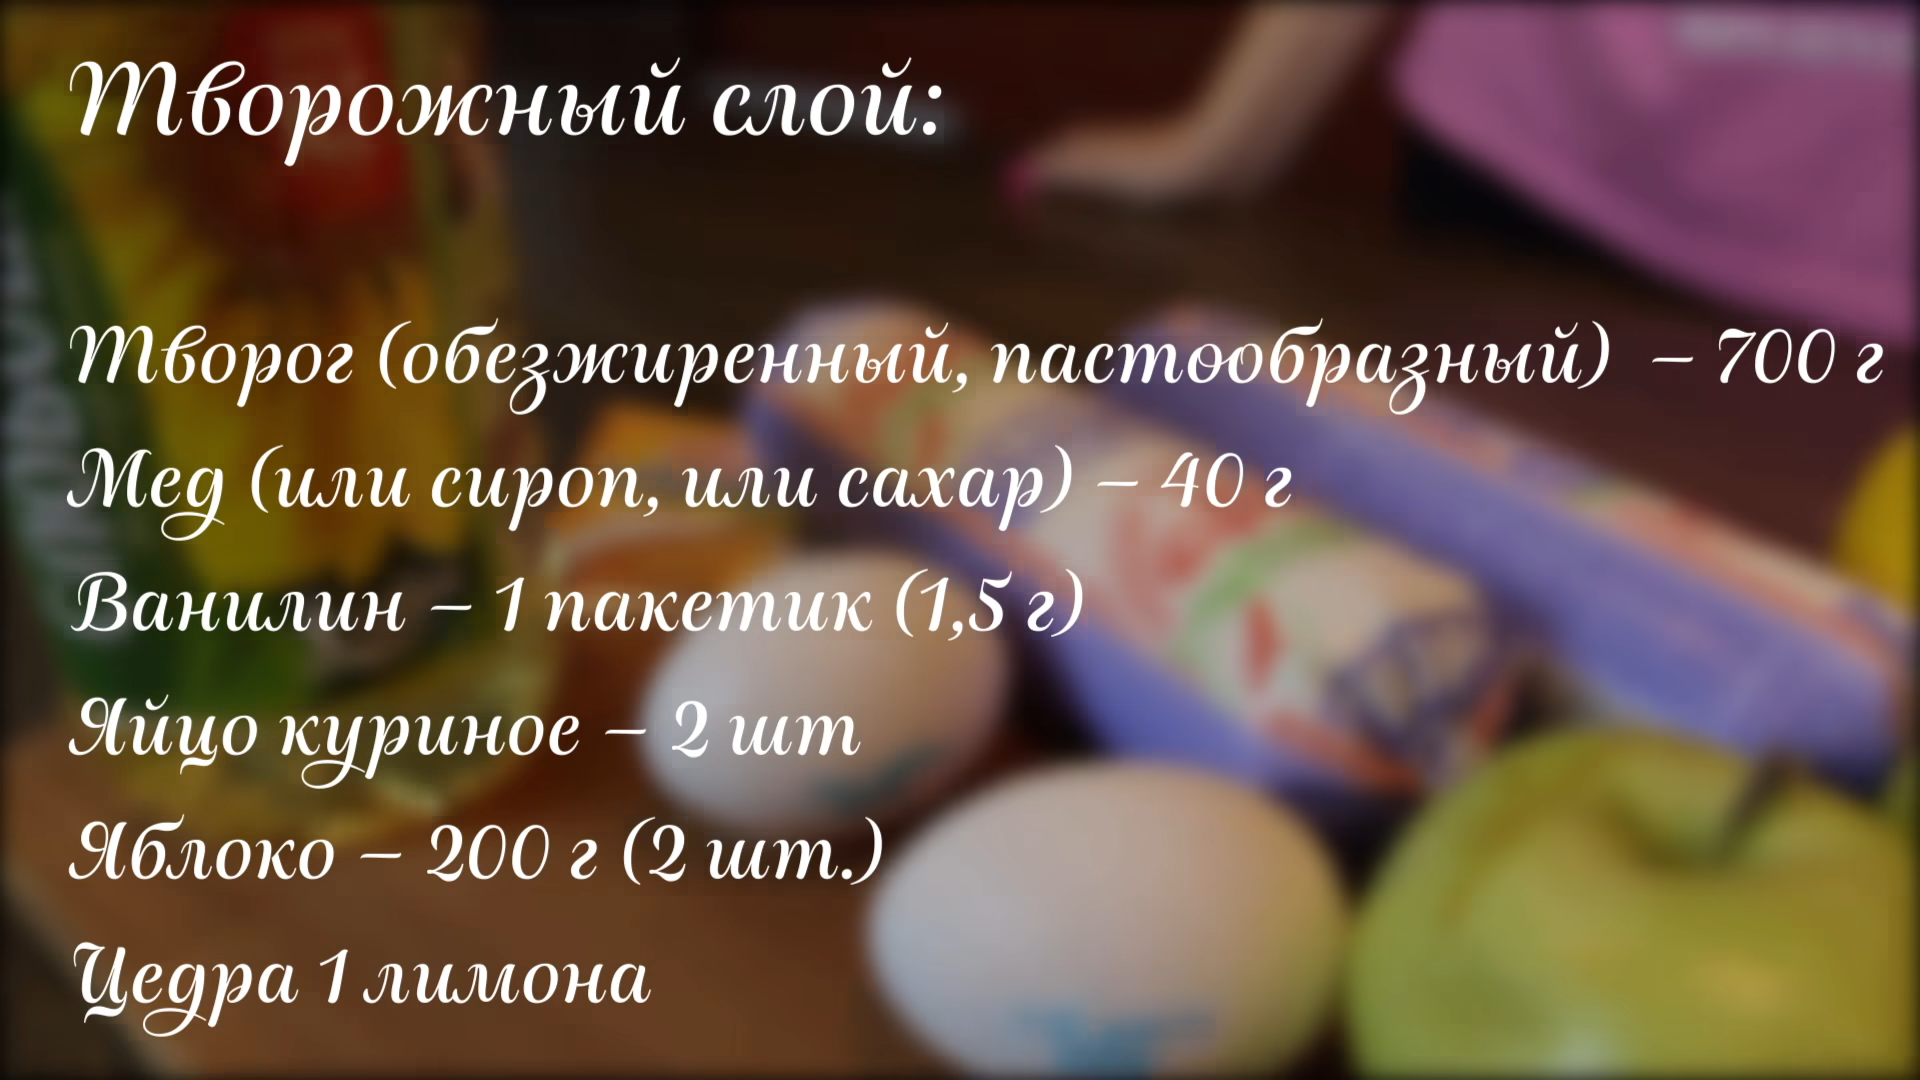 Творожный слой:
Творог (обезжиренный, пастообразный) – 700 г
Мед (или сироп, или сахар) – 40 г
Ванилин – 1 пакетик (1,5 г)
Яйцо куриное – 2 шт
Яблоко – 200 г (2 шт.)
Цедра 1 лимона